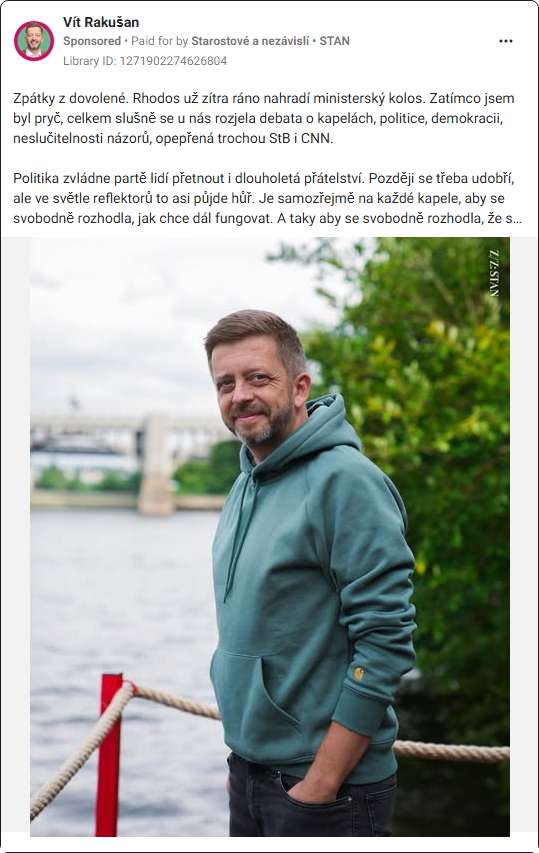 Vít Rakušan
Sponsored • Paid for by Starostové a nezávislí • STAN
Library ID: 1271902274626804
Zpátky z dovolené. Rhodos už zítra ráno nahradí ministerský kolos. Zatímco jsem
byl pryč, celkem slušně se u nás rozjela debata o kapelách, politice, demokracii,
neslučitelnosti názorů, opepřená trochou StB i CNN.
Politika zvládne partě lidí přetnout i dlouholetá přátelství. Později se třeba udobří,
ale ve světle reflektorů to asi půjde hůř. Je samozřejmě na každé kapele, aby se
svobodně rozhodla, jak chce dál fungovat. A taky aby se svobodně rozhodla, že s...
Z/Z:STAN